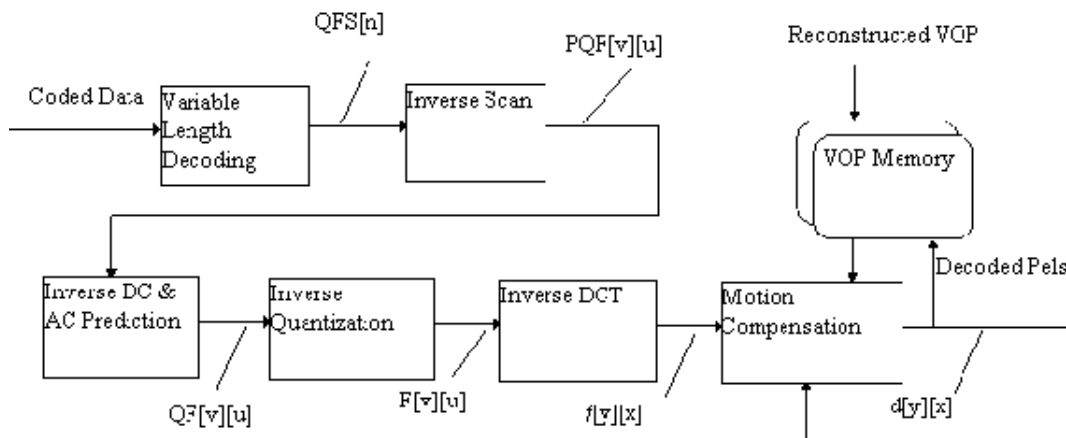 QFS[n]
PQF[v][u]
Reconstructed VOP
Coded Data
Variable
Length
Decoding
Inverse Scan
VOP Memory
Decoded Pels
Inverse DC &
AC Prediction
Inverse
Quantization
Inverse DCT
Motion
Compensation
QF[v][u]
F[v][u]
f[y][x]
d[y][x]